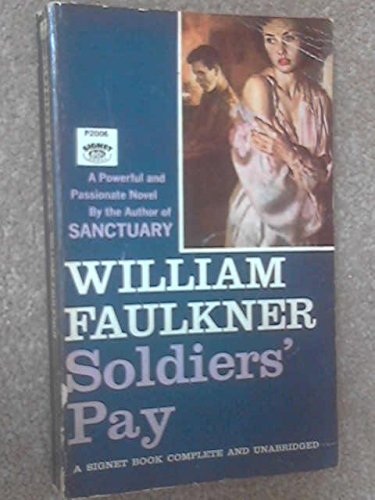 P2006
SIGNET
A Powerful and
Passionate Novel
By the Author of
SANCTUARY
WILLIAM
FAULKNER
Soldiers'
Pay
A SIGNET BOOK COMPLETE AND UNABRIDGED